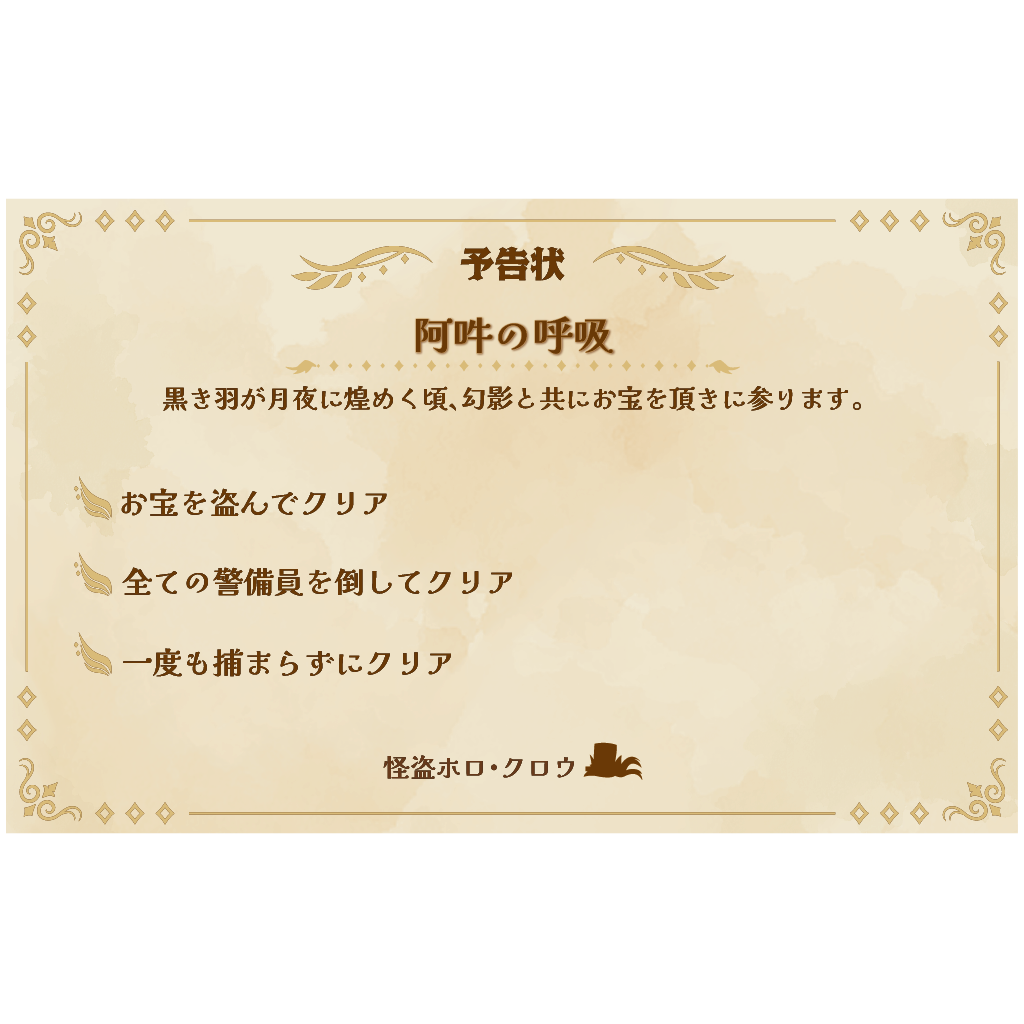 予告状
阿吽の呼吸
黒き羽が月夜に煌めく頃、幻影と共にお宝を頂きに参ります。
お宝を盗んでクリア
全ての警備員を倒してクリア
一度も捕まらずにクリア
怪盗ホロ・クロウ